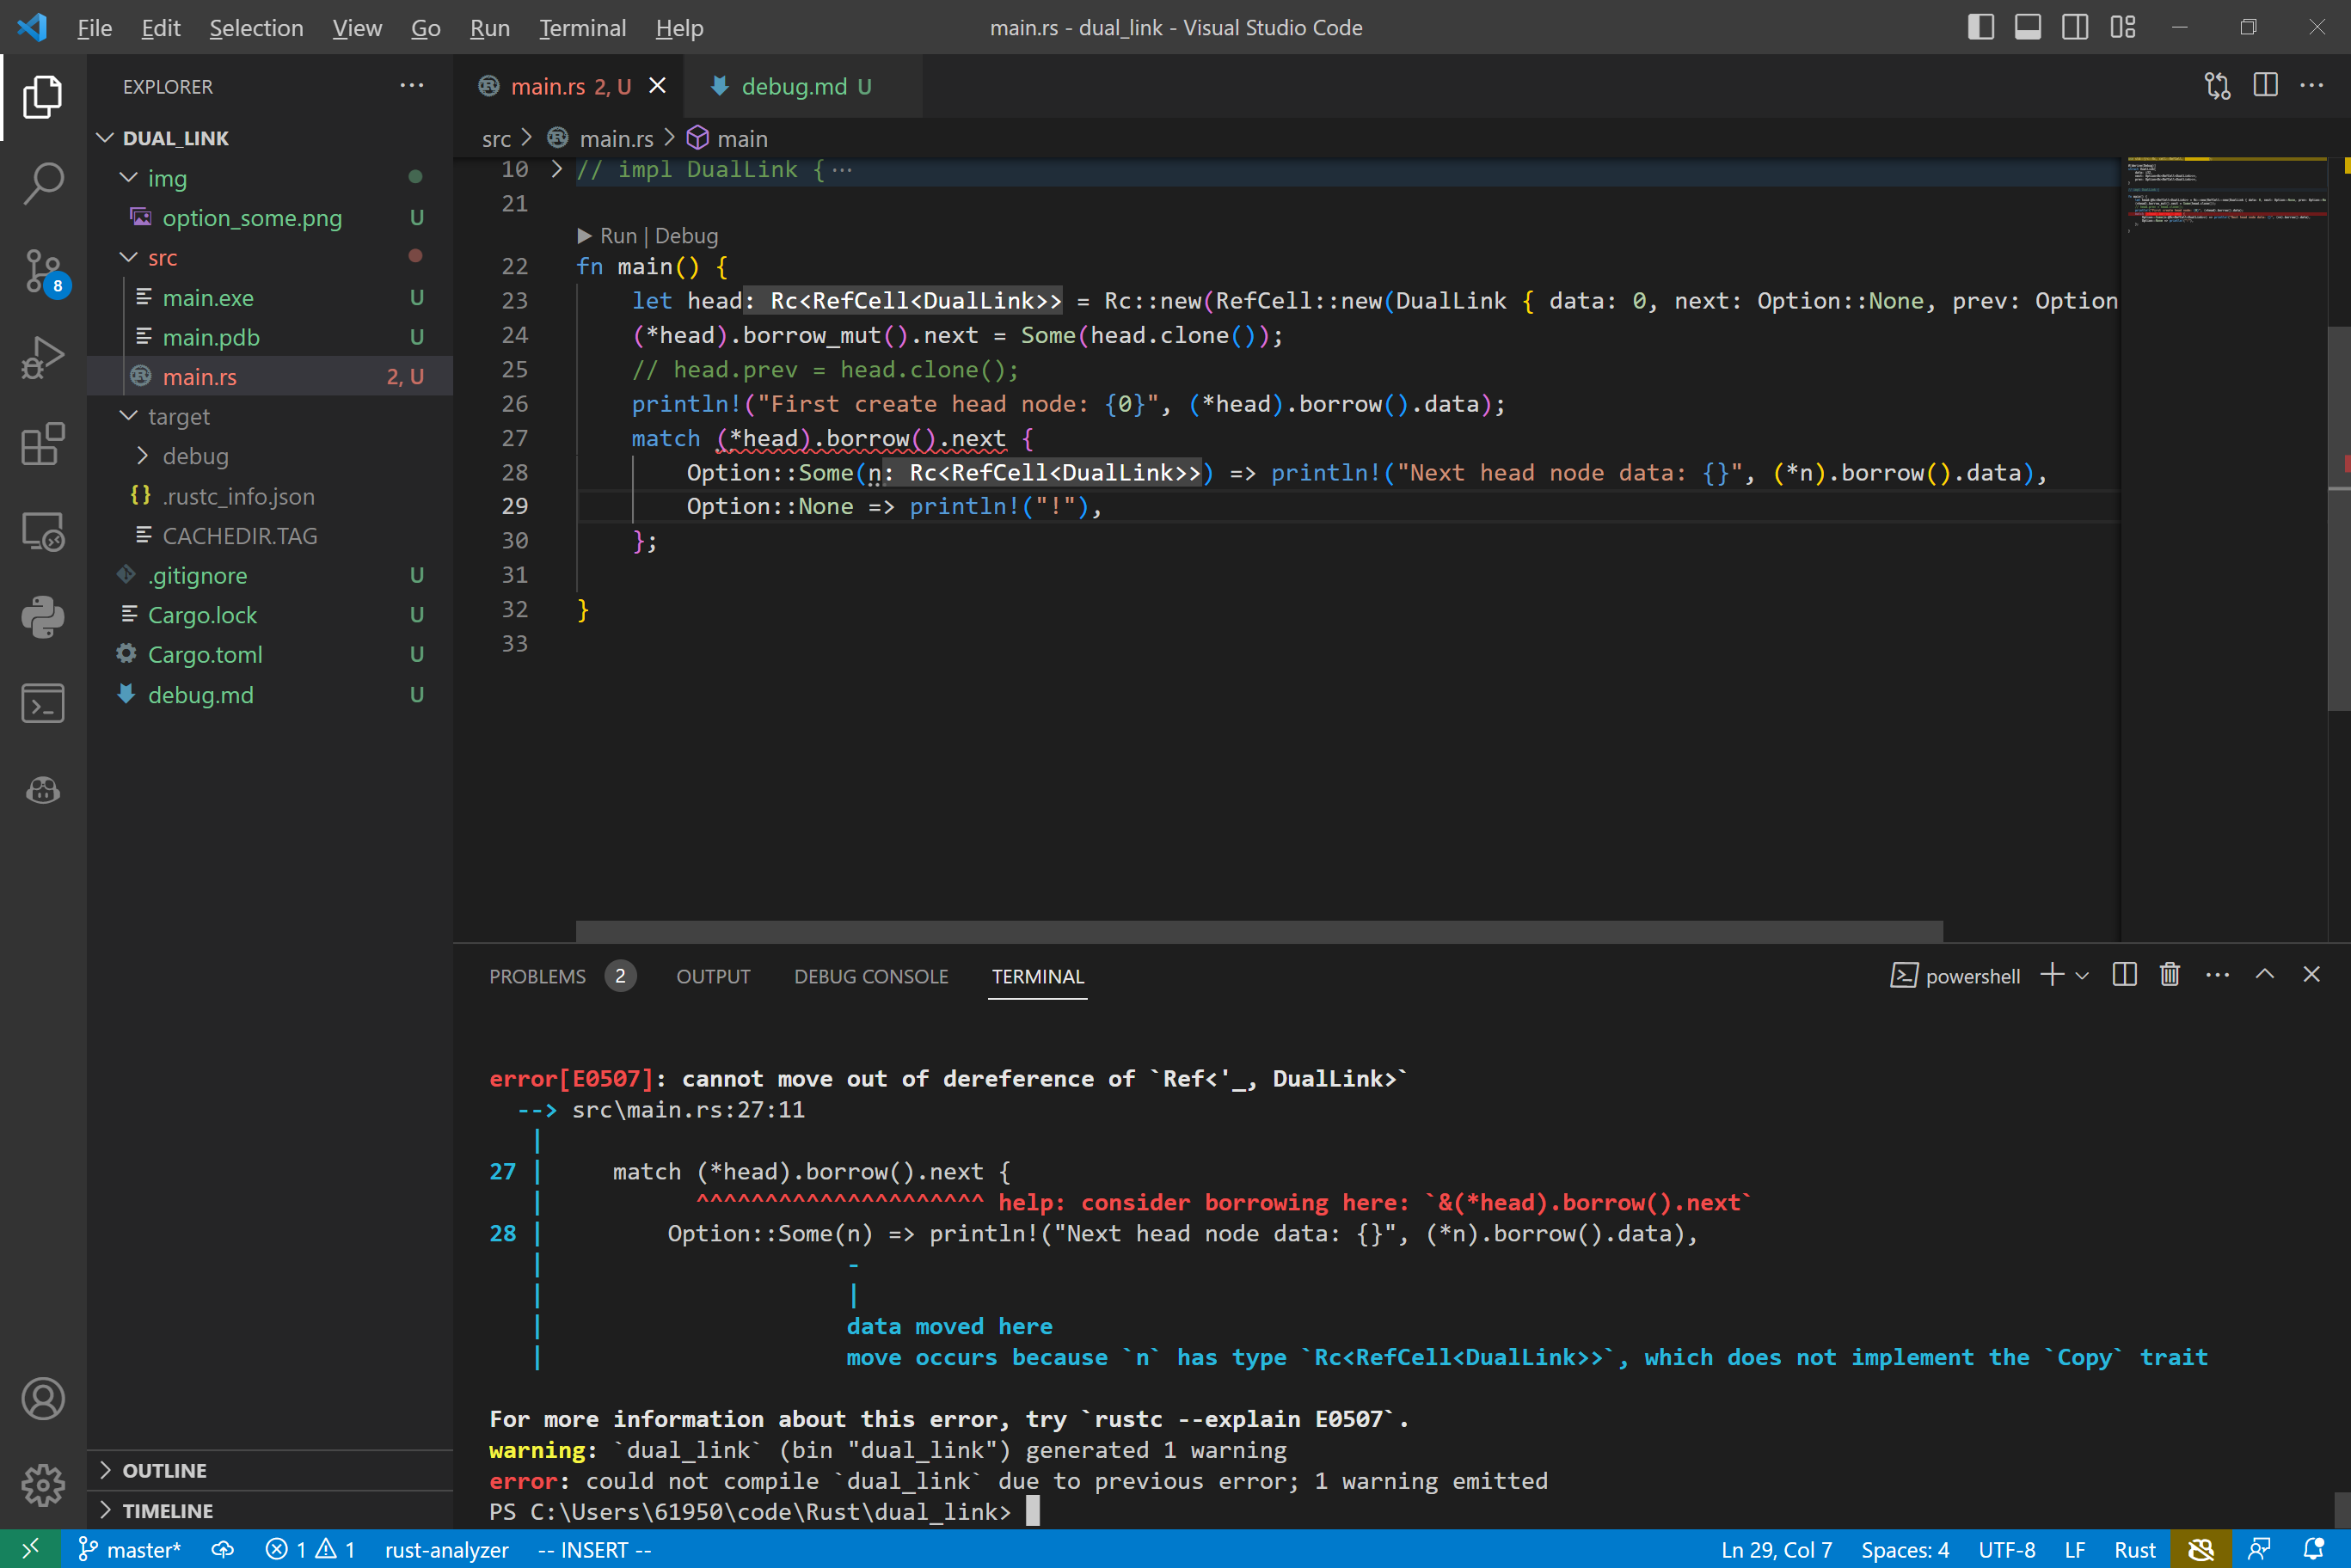 File Edit Selection View Go Run Terminal Help main.rs - dual_link - Visual Studio Code
EXPLORER
DUAL_LINK
img
option_some.png U
src
main.exe U
main.pdb U
main.rs 2, U
target
debug
.rustc_info.json
CACHEDIR.TAG
.gitignore U
Cargo.lock U
Cargo.toml U
debug.md U
OUTLINE
TIMELINE
8
main.rs 2, U debug.md U
src > main.rs > main
10 // impl DualLink {···
21
Run | Debug
22 fn main() {
23 let head: Rc<RefCell<DualLink>> = Rc::new(RefCell::new(DualLink { data: 0, next: Option::None, prev: Option
24 (*head).borrow_mut().next = Some(head.clone());
25 // head.prev = head.clone();
26 println!("First create head node: {0}", (*head).borrow().data);
27 match (*head).borrow().next {
28 Option::Some(n: Rc<RefCell<DualLink>>) => println!("Next head node data: {}", (*n).borrow().data),
29 Option::None => println!("!"),
30 };
31
32 }
33
PROBLEMS 2 OUTPUT DEBUG CONSOLE TERMINAL powershell
error[E0507]: cannot move out of dereference of `Ref<'_, DualLink>`
--> src\main.rs:27:11
|
27 | match (*head).borrow().next {
| ^^^^^^^^^^^^^^^^^^^^^ help: consider borrowing here: `&(*head).borrow().next`
28 | Option::Some(n) => println!("Next head node data: {}", (*n).borrow().data),
| -
| |
| data moved here
| move occurs because `n` has type `Rc<RefCell<DualLink>>`, which does not implement the `Copy` trait
For more information about this error, try `rustc --explain E0507`.
warning: `dual_link` (bin "dual_link") generated 1 warning
error: could not compile `dual_link` due to previous error; 1 warning emitted
PS C:\Users\61950\code\Rust\dual_link>
master* 1 1 rust-analyzer -- INSERT -- Ln 29, Col 7 Spaces: 4 UTF-8 LF Rust